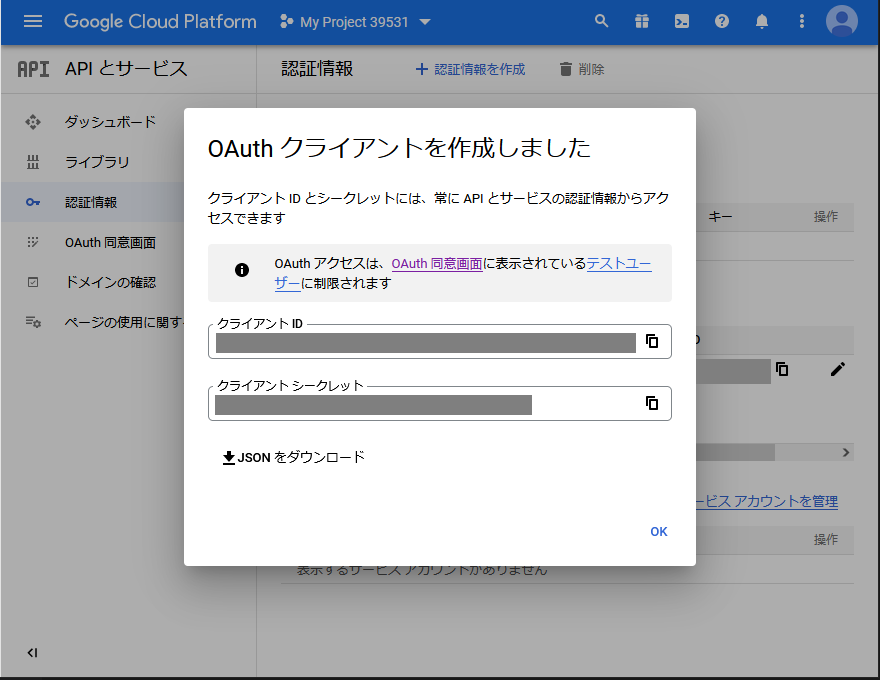 Google Cloud Platform
My Project 39531
API
API とサービス
認証情報
認証情報を作成
削除
ダッシュボード
ライブラリ
認証情報
OAuth 同意画面
ドメインの確認
ページの使用に関す
キー
操作
OAuth クライアントを作成しました
クライアント ID とシークレットには、常に API とサービスの認証情報からアク
セスできます
OAuth アクセスは、OAuth 同意画面に表示されているテストユー
ザーに制限されます
クライアント ID
クライアント シークレット
JSON をダウンロード
OK
ービス アカウントを管理
操作
表示するサービス アカウントがありません